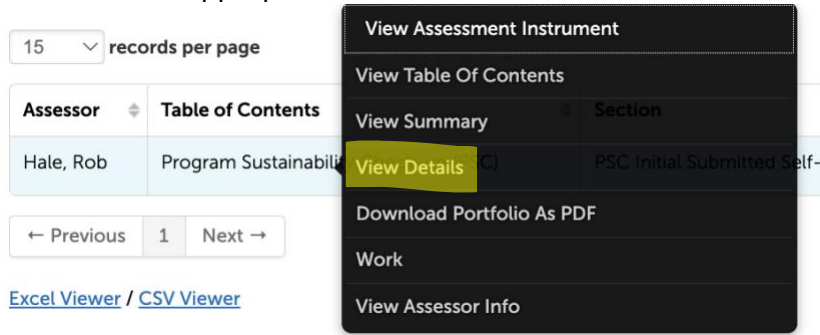 View Assessment Instrument
15 records per page
View Table Of Contents
Assessor Table of Contents Section
View Summary
Hale, Rob Program Sustainabili SC) PSC Initial Submitted Self-
View Details
Download Portfolio As PDF
← Previous 1 Next →
Work
Excel Viewer / CSV Viewer
View Assessor Info